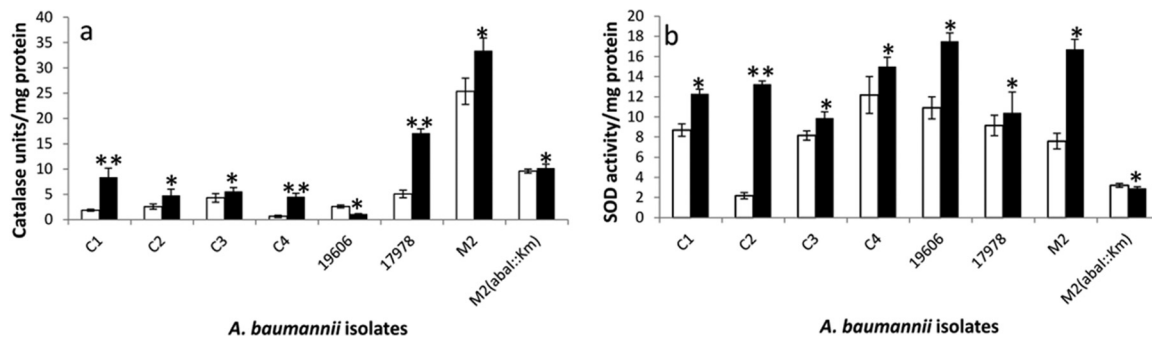 a
Catalase units/mg protein
40
35
30
25
20
15
10
5
0
** * * ** * ** * *
C1 C2 C3 C4 19606 17978 M2 M2(abaI::Km)
A. baumannii isolates
b
SOD activity/mg protein
20
18
16
14
12
10
8
6
4
2
0
* ** * * * * * *
C1 C2 C3 C4 19606 17978 M2 M2(abaI::Km)
A. baumannii isolates